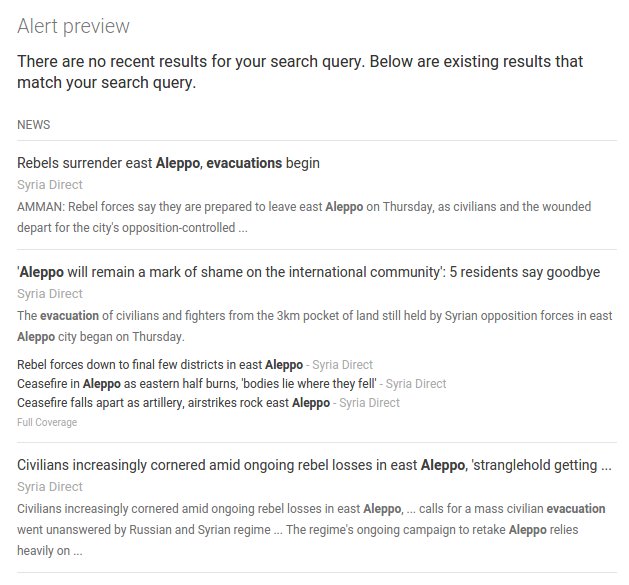 Alert preview
There are no recent results for your search query. Below are existing results that
match your search query.
NEWS
Rebels surrender east Aleppo, evacuations begin
Syria Direct
AMMAN: Rebel forces say they are prepared to leave east Aleppo on Thursday, as civilians and the wounded
depart for the city's opposition-controlled ...
'Aleppo will remain a mark of shame on the international community': 5 residents say goodbye
Syria Direct
The evacuation of civilians and fighters from the 3km pocket of land still held by Syrian opposition forces in east
Aleppo city began on Thursday.
Rebel forces down to final few districts in east Aleppo - Syria Direct
Ceasefire in Aleppo as eastern half burns, 'bodies lie where they fell' - Syria Direct
Ceasefire falls apart as artillery, airstrikes rock east Aleppo - Syria Direct
Full Coverage
Civilians increasingly cornered amid ongoing rebel losses in east Aleppo, 'stranglehold getting ...
Syria Direct
Civilians increasingly cornered amid ongoing rebel losses in east Aleppo, ... calls for a mass civilian evacuation
went unanswered by Russian and Syrian regime ... The regime's ongoing campaign to retake Aleppo relies
heavily on ...